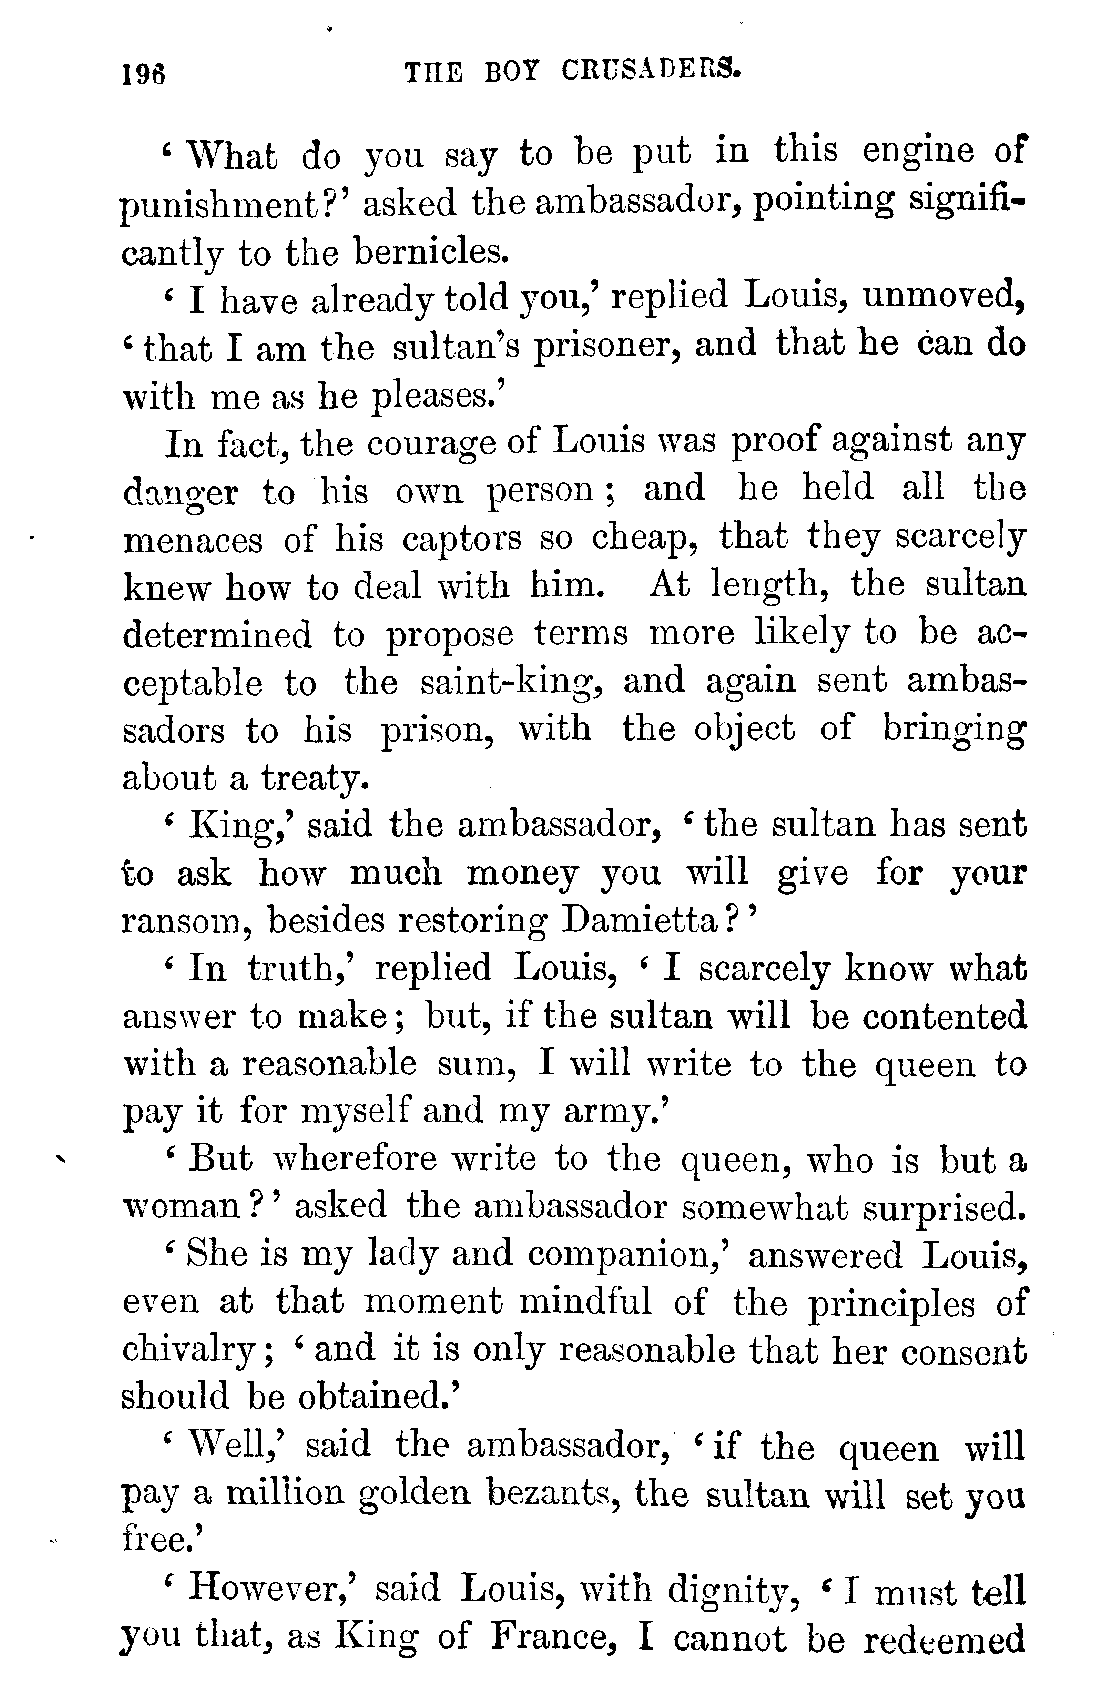 196 THE BOY CRUSADERS.
‘ What do you say to be put in this engine of
punishment?’ asked the ambassador, pointing signifi-
cantly to the bernicles.
‘ I have already told you,’ replied Louis, unmoved,
‘ that I am the sultan’s prisoner, and that he can do
with me as he pleases.’
In fact, the courage of Louis was proof against any
danger to his own person ; and he held all the
menaces of his captors so cheap, that they scarcely
knew how to deal with him. At length, the sultan
determined to propose terms more likely to be ac-
ceptable to the saint-king, and again sent ambas-
sadors to his prison, with the object of bringing
about a treaty.
‘ King,’ said the ambassador, ‘ the sultan has sent
to ask how much money you will give for your
ransom, besides restoring Damietta ? ’
‘ In truth,’ replied Louis, ‘ I scarcely know what
answer to make ; but, if the sultan will be contented
with a reasonable sum, I will write to the queen to
pay it for myself and my army.’
‘ But wherefore write to the queen, who is but a
woman ? ’ asked the ambassador somewhat surprised.
‘ She is my lady and companion,’ answered Louis,
even at that moment mindful of the principles of
chivalry ; ‘ and it is only reasonable that her consent
should be obtained.’
‘ Well,’ said the ambassador, ‘ if the queen will
pay a million golden bezants, the sultan will set you
free.’
‘ However,’ said Louis, with dignity, ‘ I must tell
you that, as King of France, I cannot be redeemed